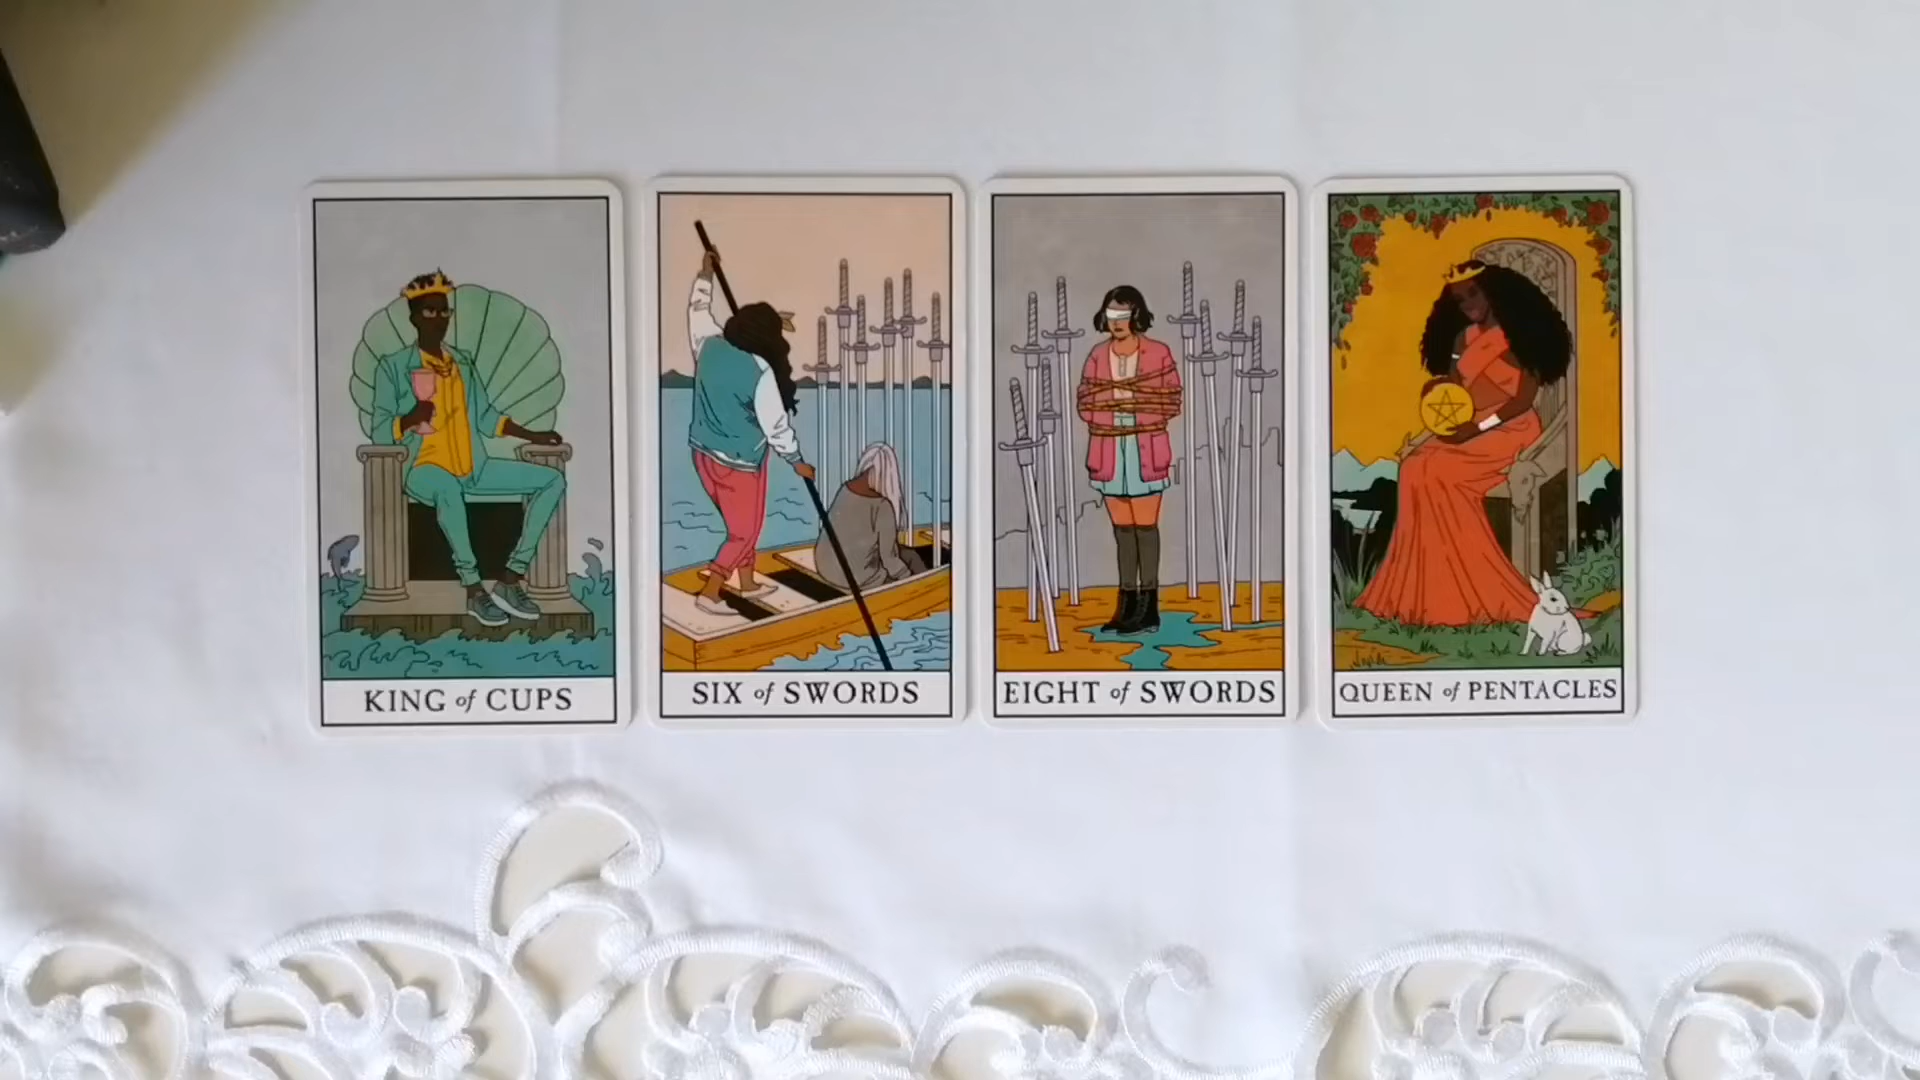 KING of CUPS
SIX of SWORDS
EIGHT of SWORDS
QUEEN of PENTACLES